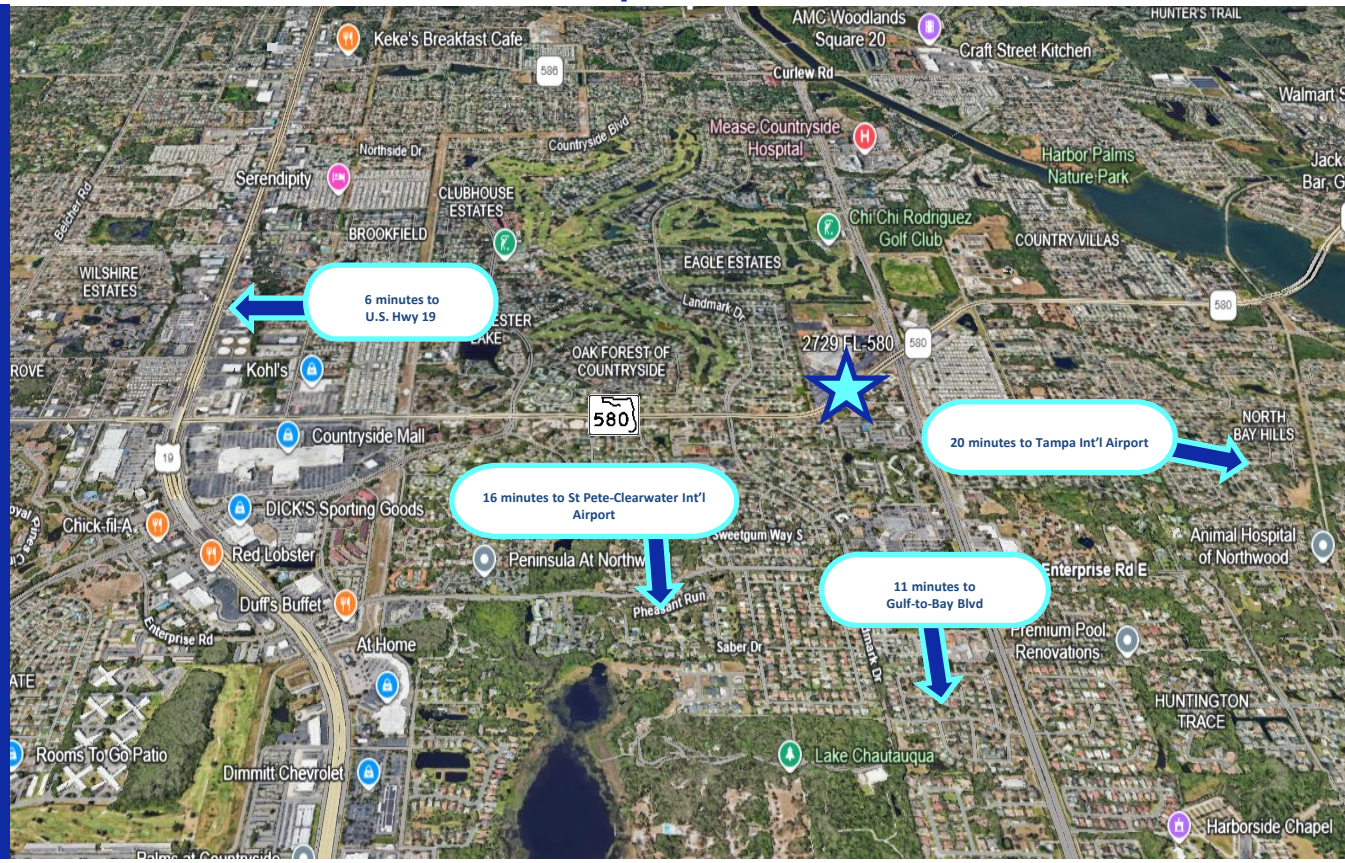 AMC Woodlands
Square 20
HUNTER'S TRAIL
Keke's Breakfast Cafe
Craft Street Kitchen
586
Curlew Rd
Walmart S
Countryside Blvd
Mease Countryside
Hospital
Northside Dr
Harbor Palms
Nature Park
Jack
Bar, G
Serendipity
Belcher Rd
CLUBHOUSE
ESTATES
Chi Chi Rodriguez
Golf Club
BROOKFIELD
COUNTRY VILLAS
EAGLE ESTATES
WILSHIRE
ESTATES
6 minutes to
U.S. Hwy 19
Landmark Dr
580
ESTER
LAKE
2729 FL-580
580
OAK FOREST OF
COUNTRYSIDE
ROVE
Kohl's
580
NORTH
BAY HILLS
Countryside Mall
20 minutes to Tampa Int'l Airport
19
16 minutes to St Pete-Clearwater Int'l
Airport
DICK'S Sporting Goods
Chick-fil-A
Sweetgum Way S
Animal Hospital
of Northwood
Red Lobster
Peninsula At Northw
Enterprise Rd E
11 minutes to
Gulf-to-Bay Blvd
Duff's Buffet
Pheasant Run
Enterprise Rd
Premium Pool
Renovations
At Home
Saber Dr
mark Dr
ATE
HUNTINGTON
TRACE
Rooms To Go Patio
Lake Chautauqua
Dimmitt Chevrolet
Harborside Chapel
Palms at Countryside